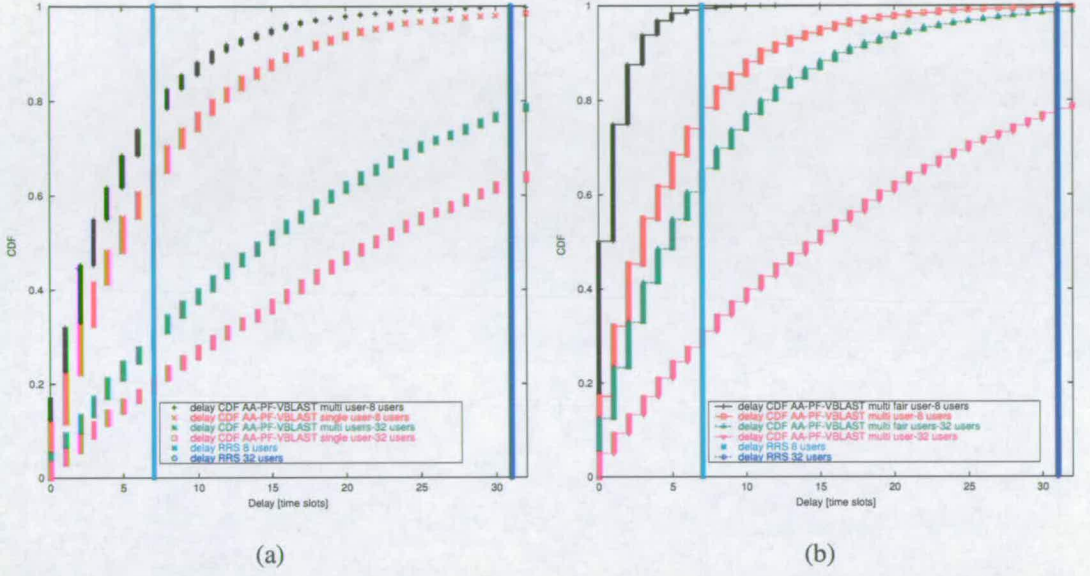 1
0.8
0.6
0.4
0.2
0
CDF
delay CDF AA-PF-VBLAST multi user-8 users
delay CDF AA-PF-VBLAST single user-8 users
delay CDF AA-PF-VBLAST multi users-32 users
delay CDF AA-PF-VBLAST single user-32 users
delay RRS 8 users
delay RRS 32 users
0 5 10 15 20 25 30
Delay [time slots]
(a)
1
0.8
0.6
0.4
0.2
0
CDF
delay CDF AA-PF-VBLAST multi fair user-8 users
delay CDF AA-PF-VBLAST multi user-8 users
delay CDF AA-PF-VBLAST multi fair users-32 users
delay CDF AA-PF-VBLAST multi user-32 users
delay RRS 8 users
delay RRS 32 users
0 5 10 15 20 25 30
Delay [time slots]
(b)